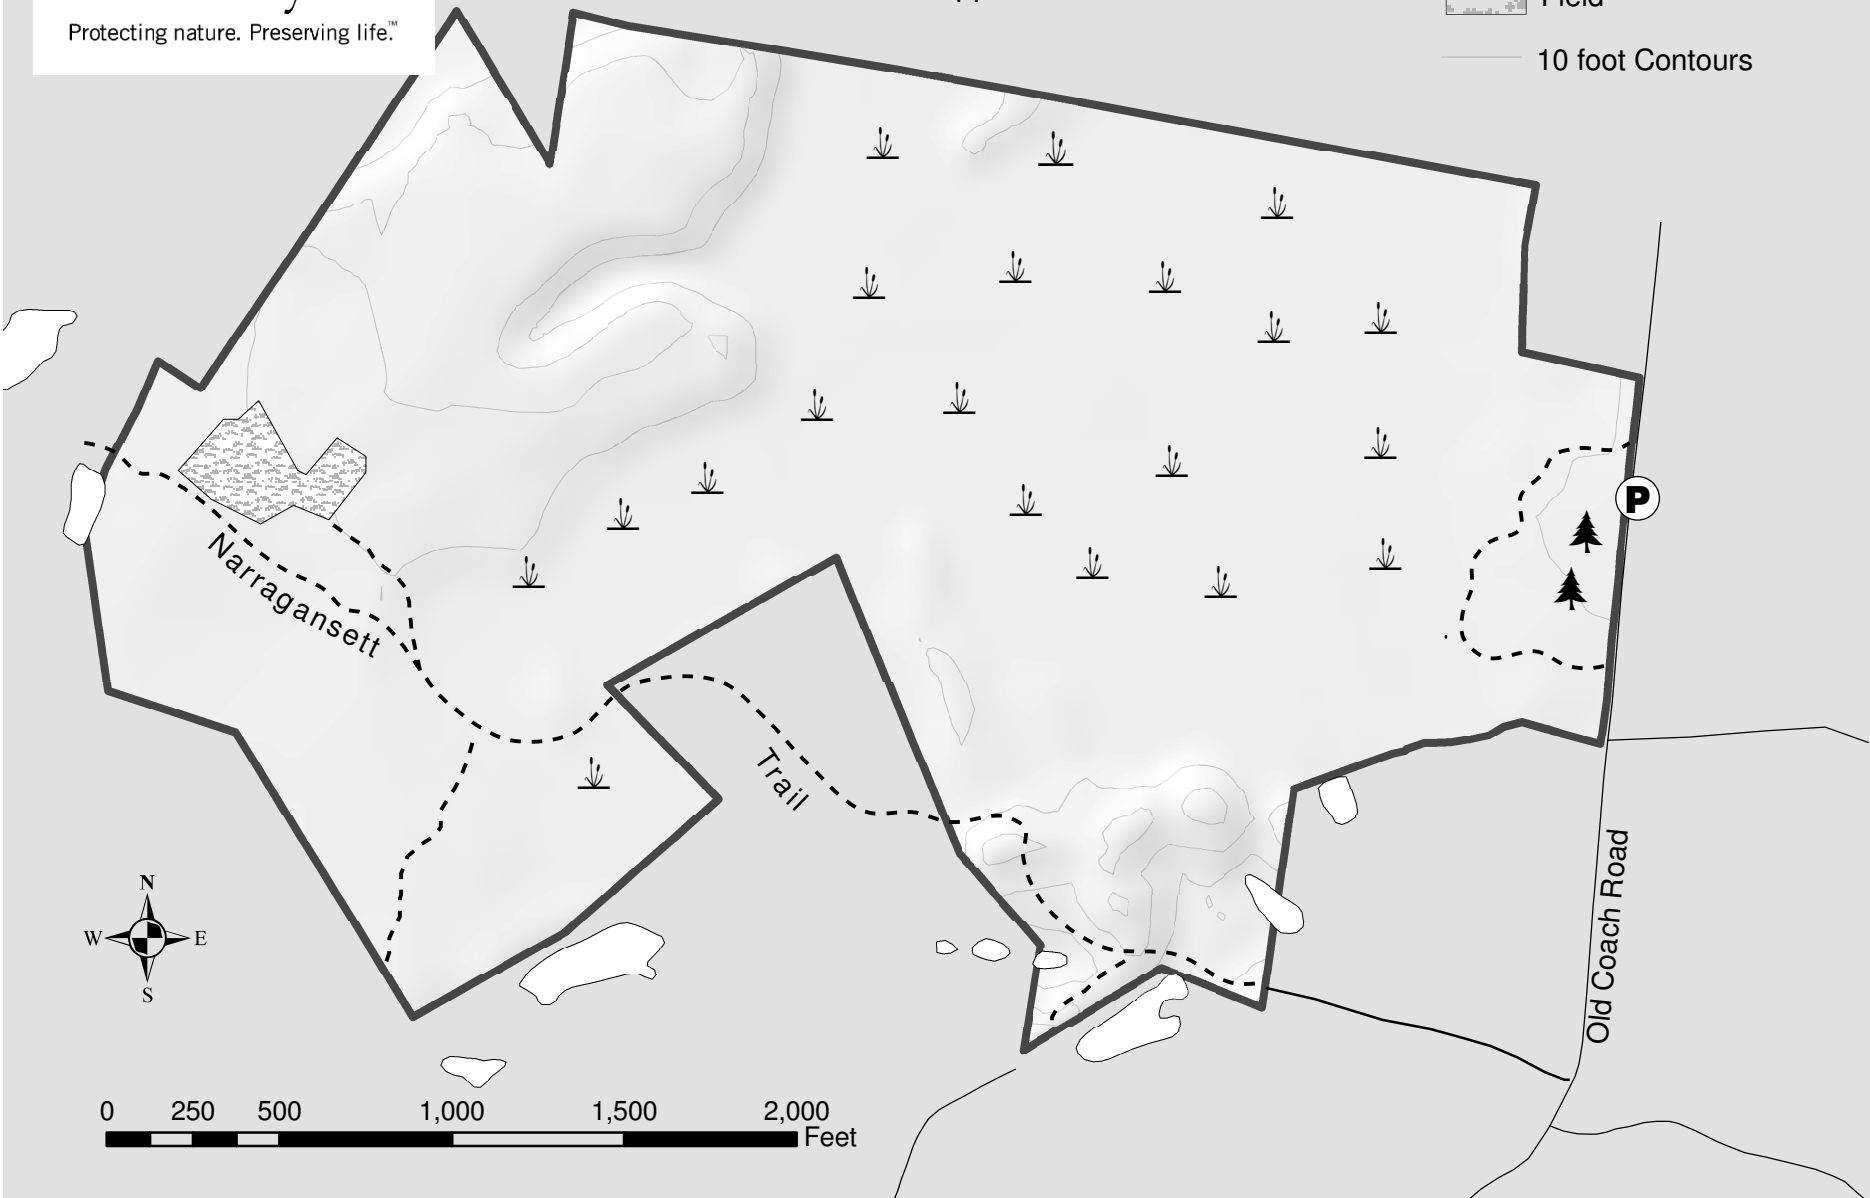 Protecting nature. Preserving life.™
10 foot Contours
P
Narragansett
Trail
N
W E
S
Old Coach Road
0 250 500 1,000 1,500 2,000
Feet